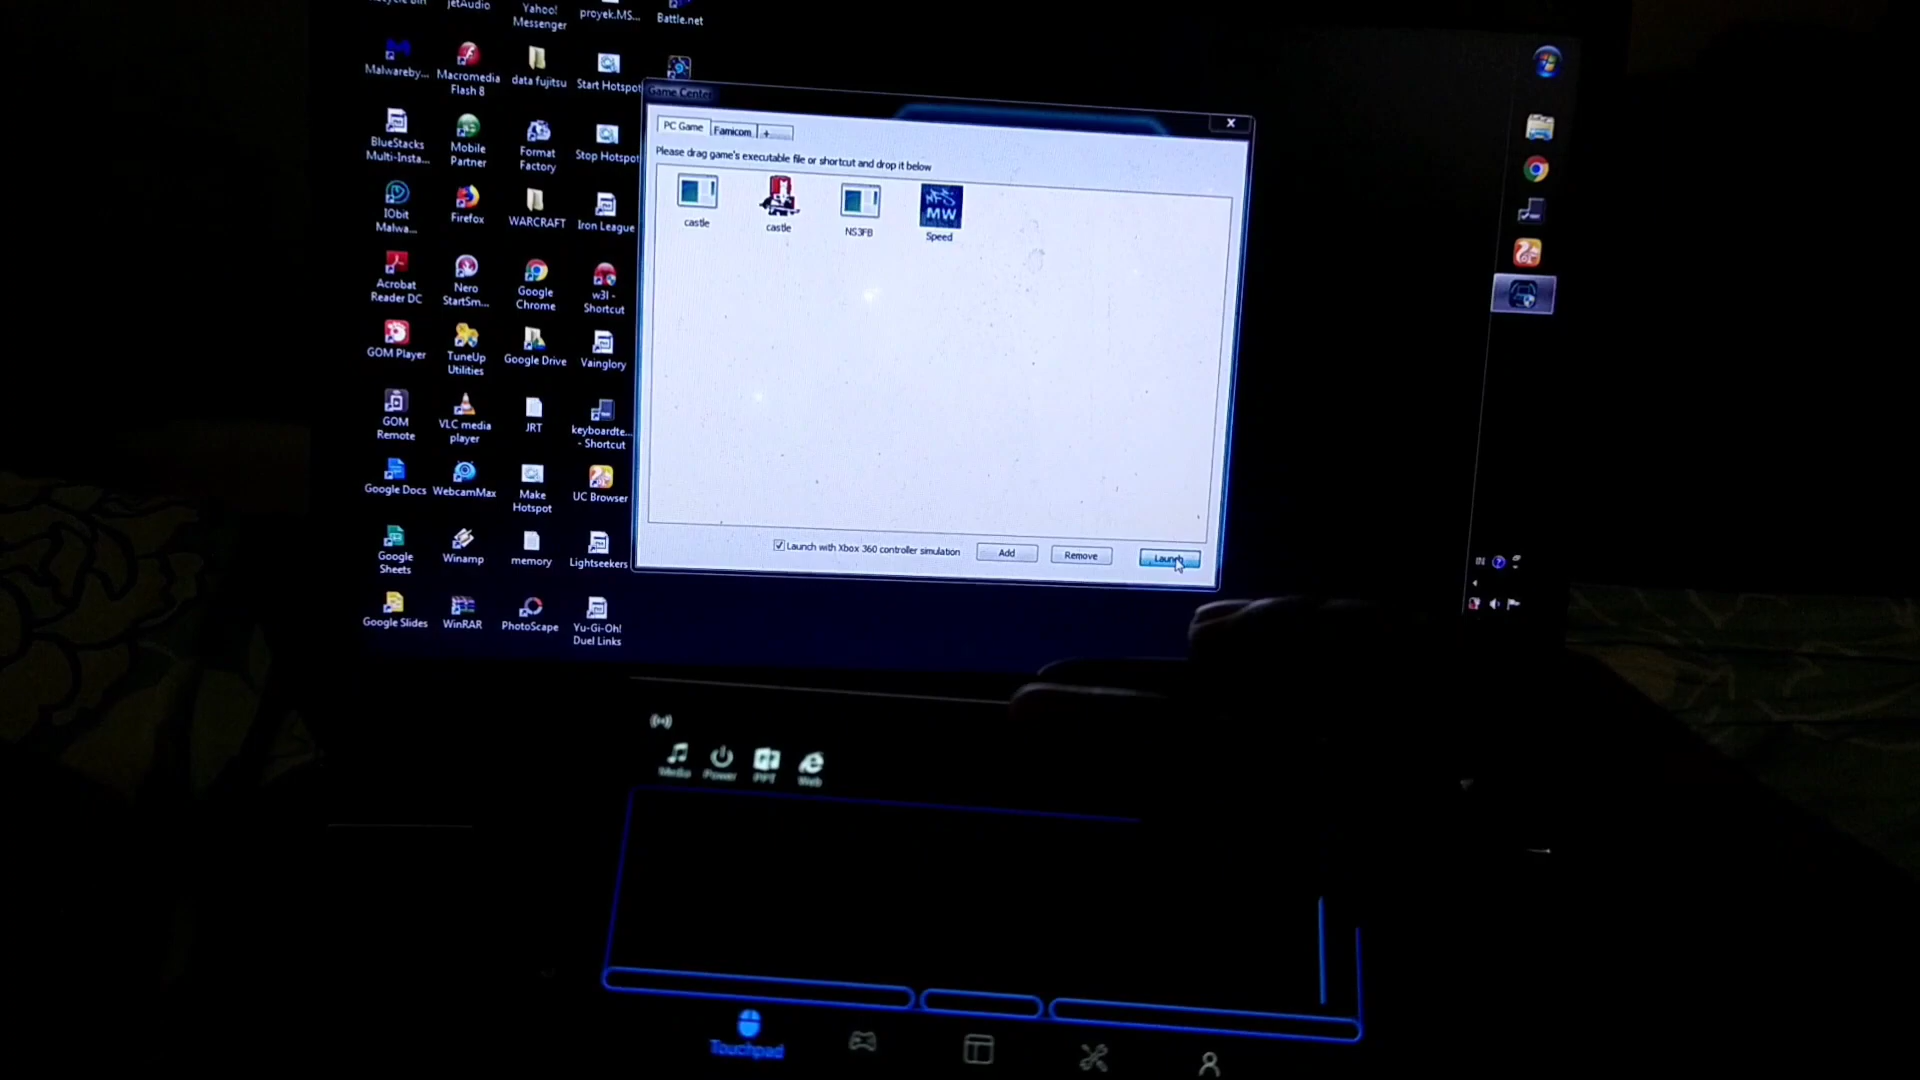 jetAudio
Yahoo!
Messenger
proyek.MS...
Battle.net
Malwareby...
Macromedia
Flash 8
data fujitsu
Start Hotspot
BlueStacks
Multi-Insta...
Mobile
Partner
Format
Factory
Stop Hotspot
IObit
Malwa...
Firefox
WARCRAFT
Iron League
Acrobat
Reader DC
Nero
StartSm...
Google
Chrome
w3l -
Shortcut
GOM Player
TuneUp
Utilities
Google Drive
Vainglory
GOM
Remote
VLC media
player
JRT
keyboardte...
- Shortcut
Google Docs
WebcamMax
Make
Hotspot
UC Browser
Google
Sheets
Winamp
memory
Lightseekers
Google Slides
WinRAR
PhotoScape
Yu-Gi-Oh!
Duel Links
Game Center
PC Game
Famicom
+
Please drag game's executable file or shortcut and drop it below
castle
castle
NS3FB
MW
Speed
Launch with Xbox 360 controller simulation
Add
Remove
Launch
IN
Media
Power
PPT
Web
Touchpad